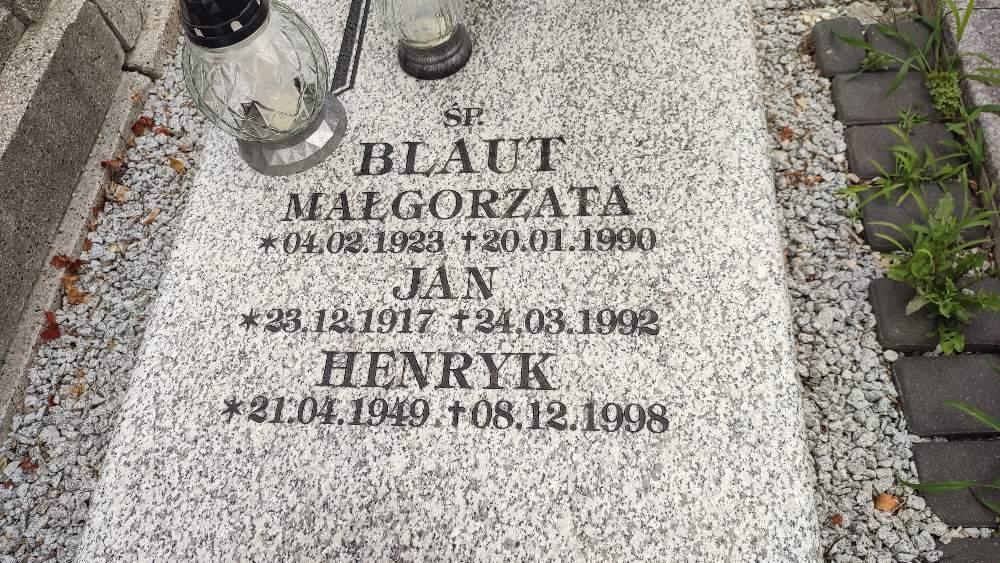 ŚP.
BLAUT
MAŁGORZATA
*04.02.1923 †20.01.1990
JAN
*23.12.1917 †24.03.1992
HENRYK
*21.04.1949 †08.12.1998